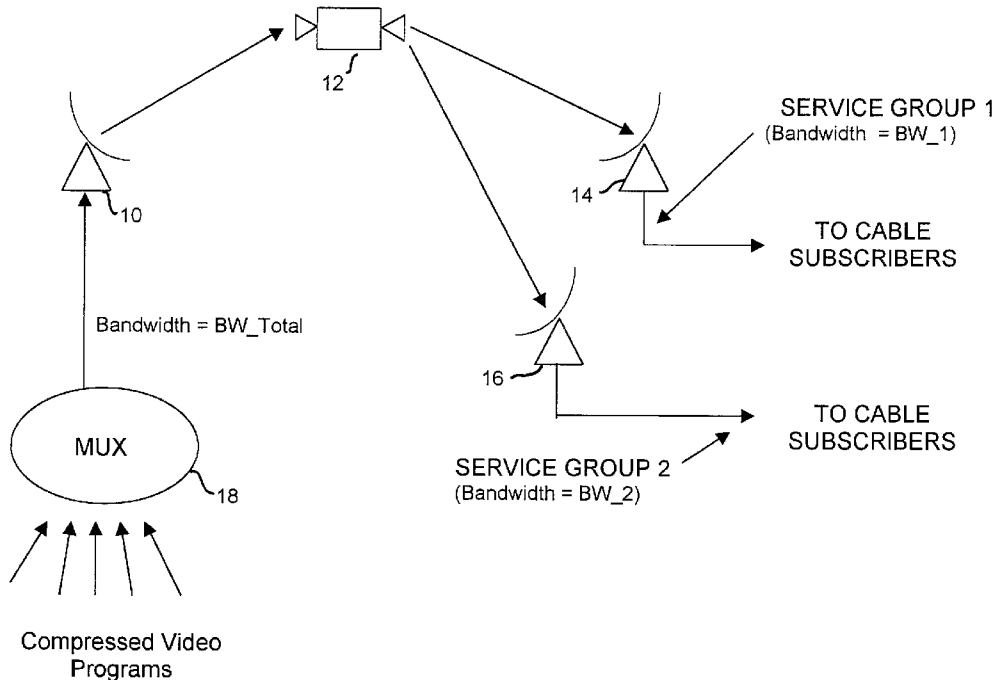 12
SERVICE GROUP 1
(Bandwidth = BW_1)
10
14
TO CABLE
SUBSCRIBERS
Bandwidth = BW_Total
16
TO CABLE
SUBSCRIBERS
MUX
18
SERVICE GROUP 2
(Bandwidth = BW_2)
Compressed Video
Programs